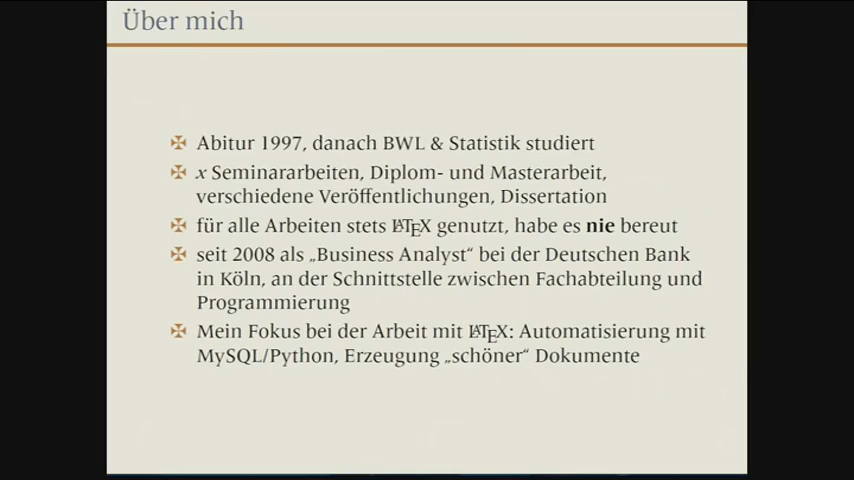 Über mich
Abitur 1997, danach BWL & Statistik studiert
x Seminararbeiten, Diplom- und Masterarbeit,
verschiedene Veröffentlichungen, Dissertation
für alle Arbeiten stets LATEX genutzt, habe es nie bereut
seit 2008 als „Business Analyst“ bei der Deutschen Bank
in Köln, an der Schnittstelle zwischen Fachabteilung und
Programmierung
Mein Fokus bei der Arbeit mit LATEX: Automatisierung mit
MySQL/Python, Erzeugung „schöner“ Dokumente